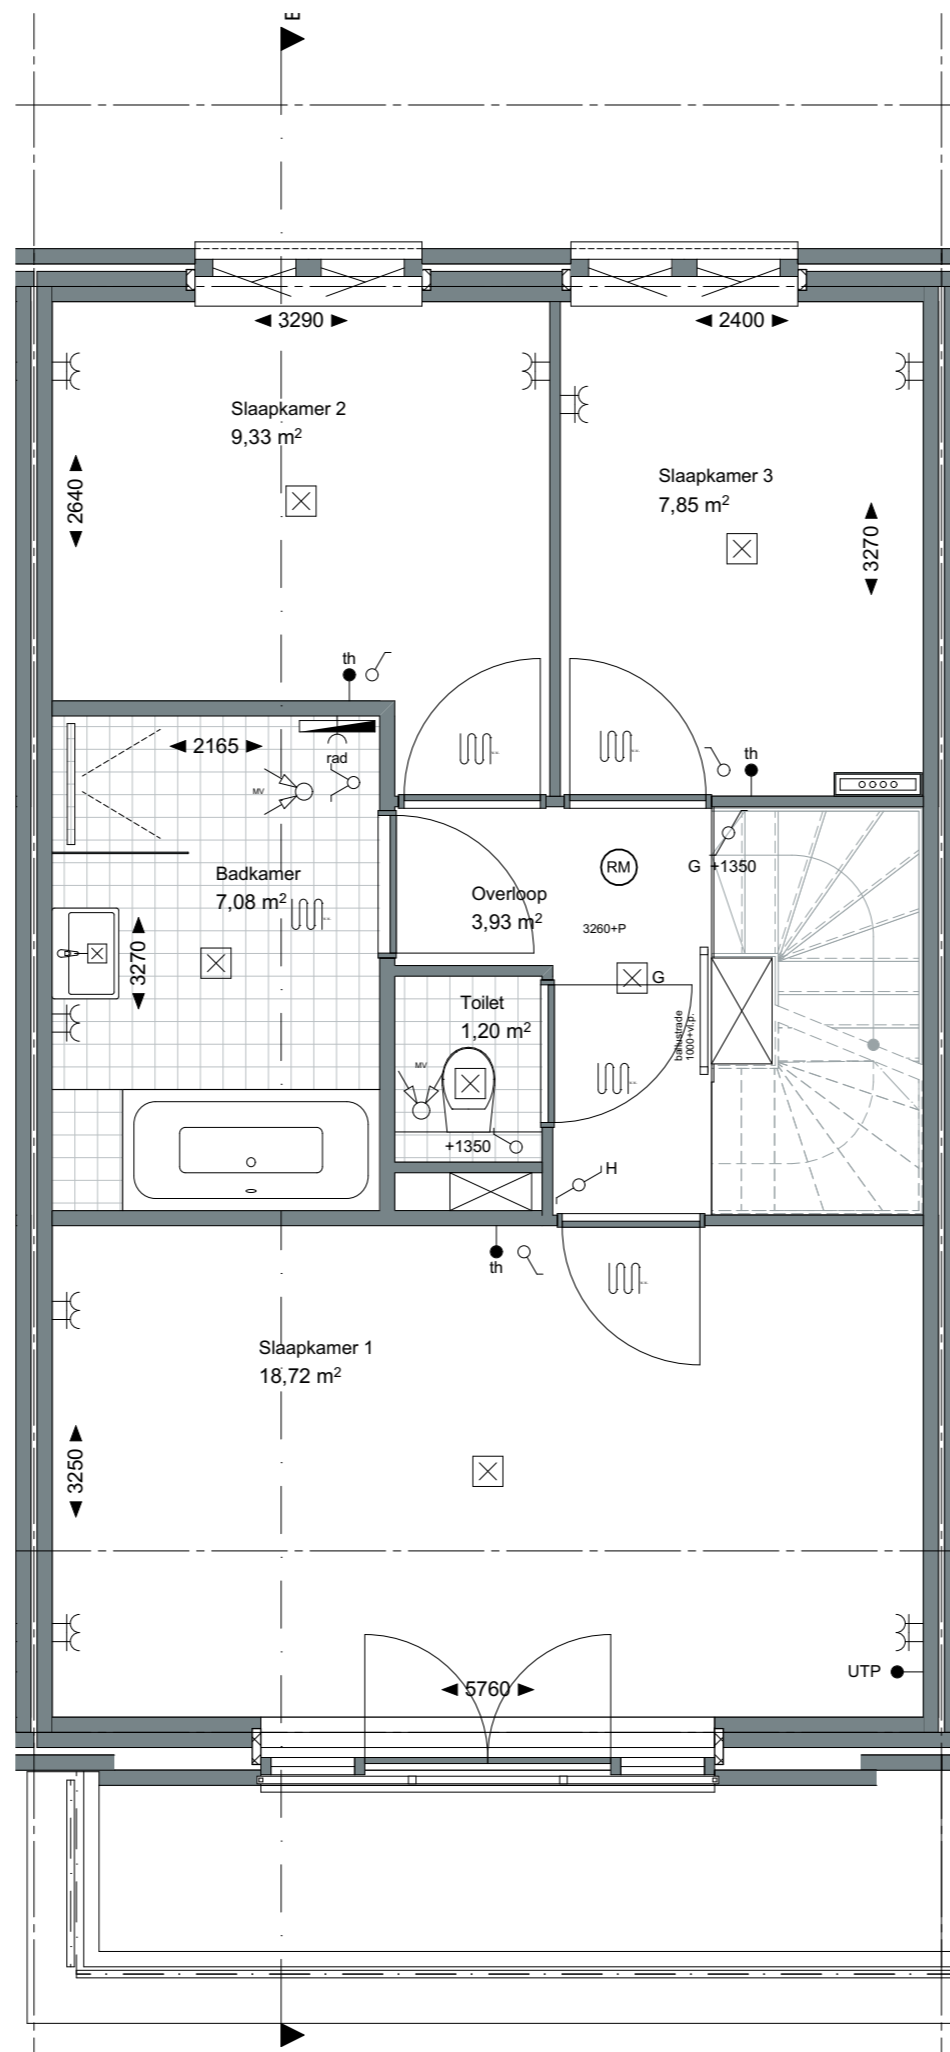 3290
2400
Slaapkamer 2
9,33 m²
2640
Slaapkamer 3
7,85 m²
3270
th
th
2165
rad
MV
G +1350
RM
Badkamer
7,08 m²
Overloop
3,93 m²
3260+P
3270
G
Toilet
1,20 m²
ballustrade
1000+vl.p.
MV
+1350
H
th
Slaapkamer 1
18,72 m²
3250
UTP
5760